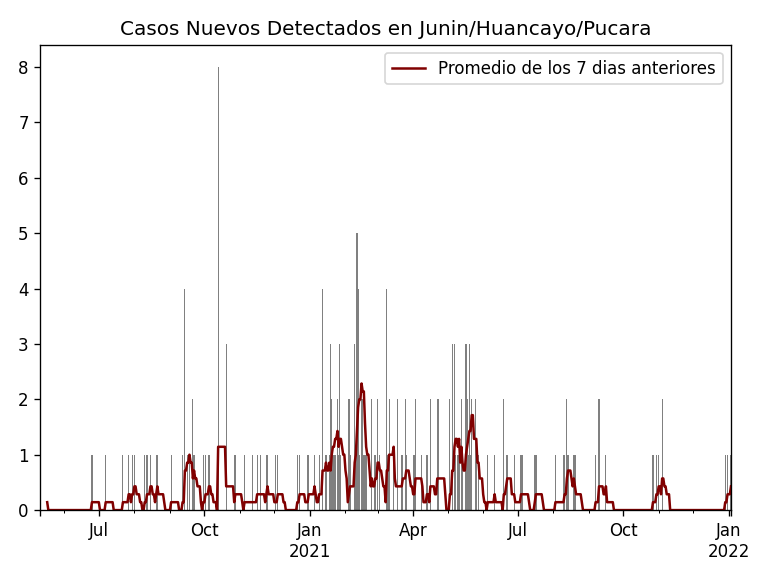 Casos Nuevos Detectados en Junin/Huancayo/Pucara
Promedio de los 7 dias anteriores
8
7
6
5
4
3
2
1
0
Jul
Oct
Jan
2021
Apr
Jul
Oct
Jan
2022